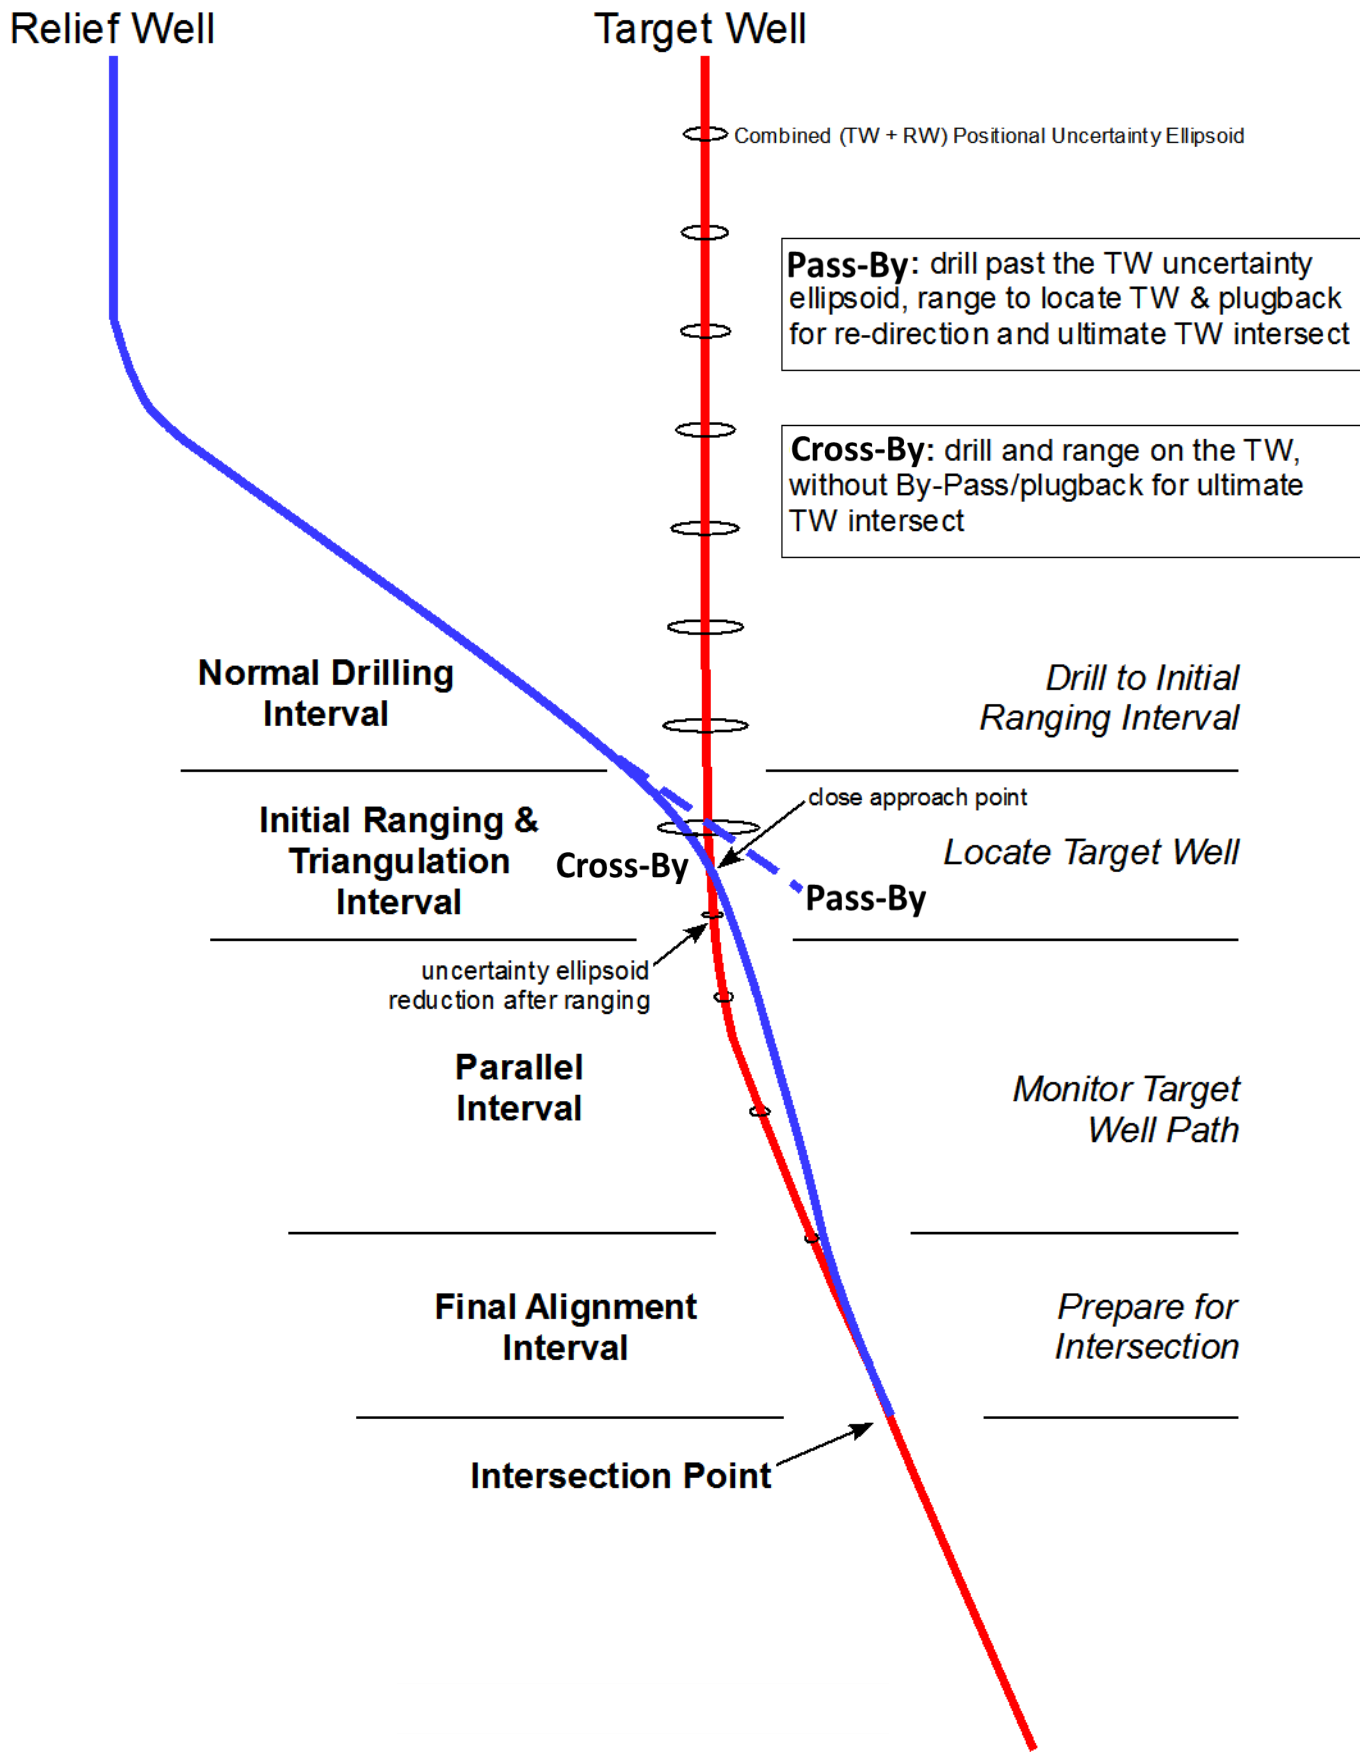 Relief Well
Target Well
Combined (TW + RW) Positional Uncertainty Ellipsoid
Pass-By: drill past the TW uncertainty
ellipsoid, range to locate TW & plugback
for re-direction and ultimate TW intersect
Cross-By: drill and range on the TW,
without By-Pass/plugback for ultimate
TW intersect
Normal Drilling
Interval
Drill to Initial
Ranging Interval
close approach point
Initial Ranging &
Triangulation
Interval
Cross-By
Locate Target Well
Pass-By
uncertainty ellipsoid
reduction after ranging
Parallel
Interval
Monitor Target
Well Path
Final Alignment
Interval
Prepare for
Intersection
Intersection Point